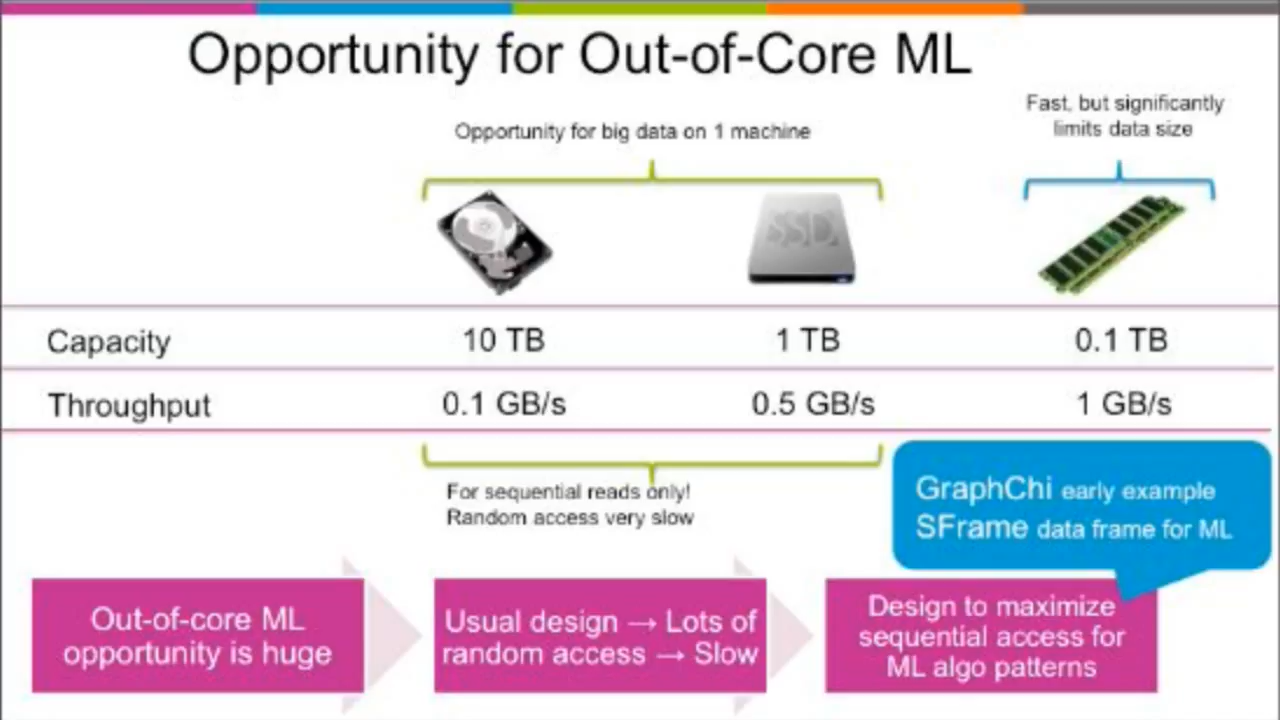 Opportunity for Out-of-Core ML
Opportunity for big data on 1 machine
Fast, but significantly
limits data size
SSD
Capacity 10 TB 1 TB 0.1 TB
Throughput 0.1 GB/s 0.5 GB/s 1 GB/s
For sequential reads only!
Random access very slow
GraphChi early example
SFrame data frame for ML
Out-of-core ML
opportunity is huge
Usual design → Lots of
random access → Slow
Design to maximize
sequential access for
ML algo patterns